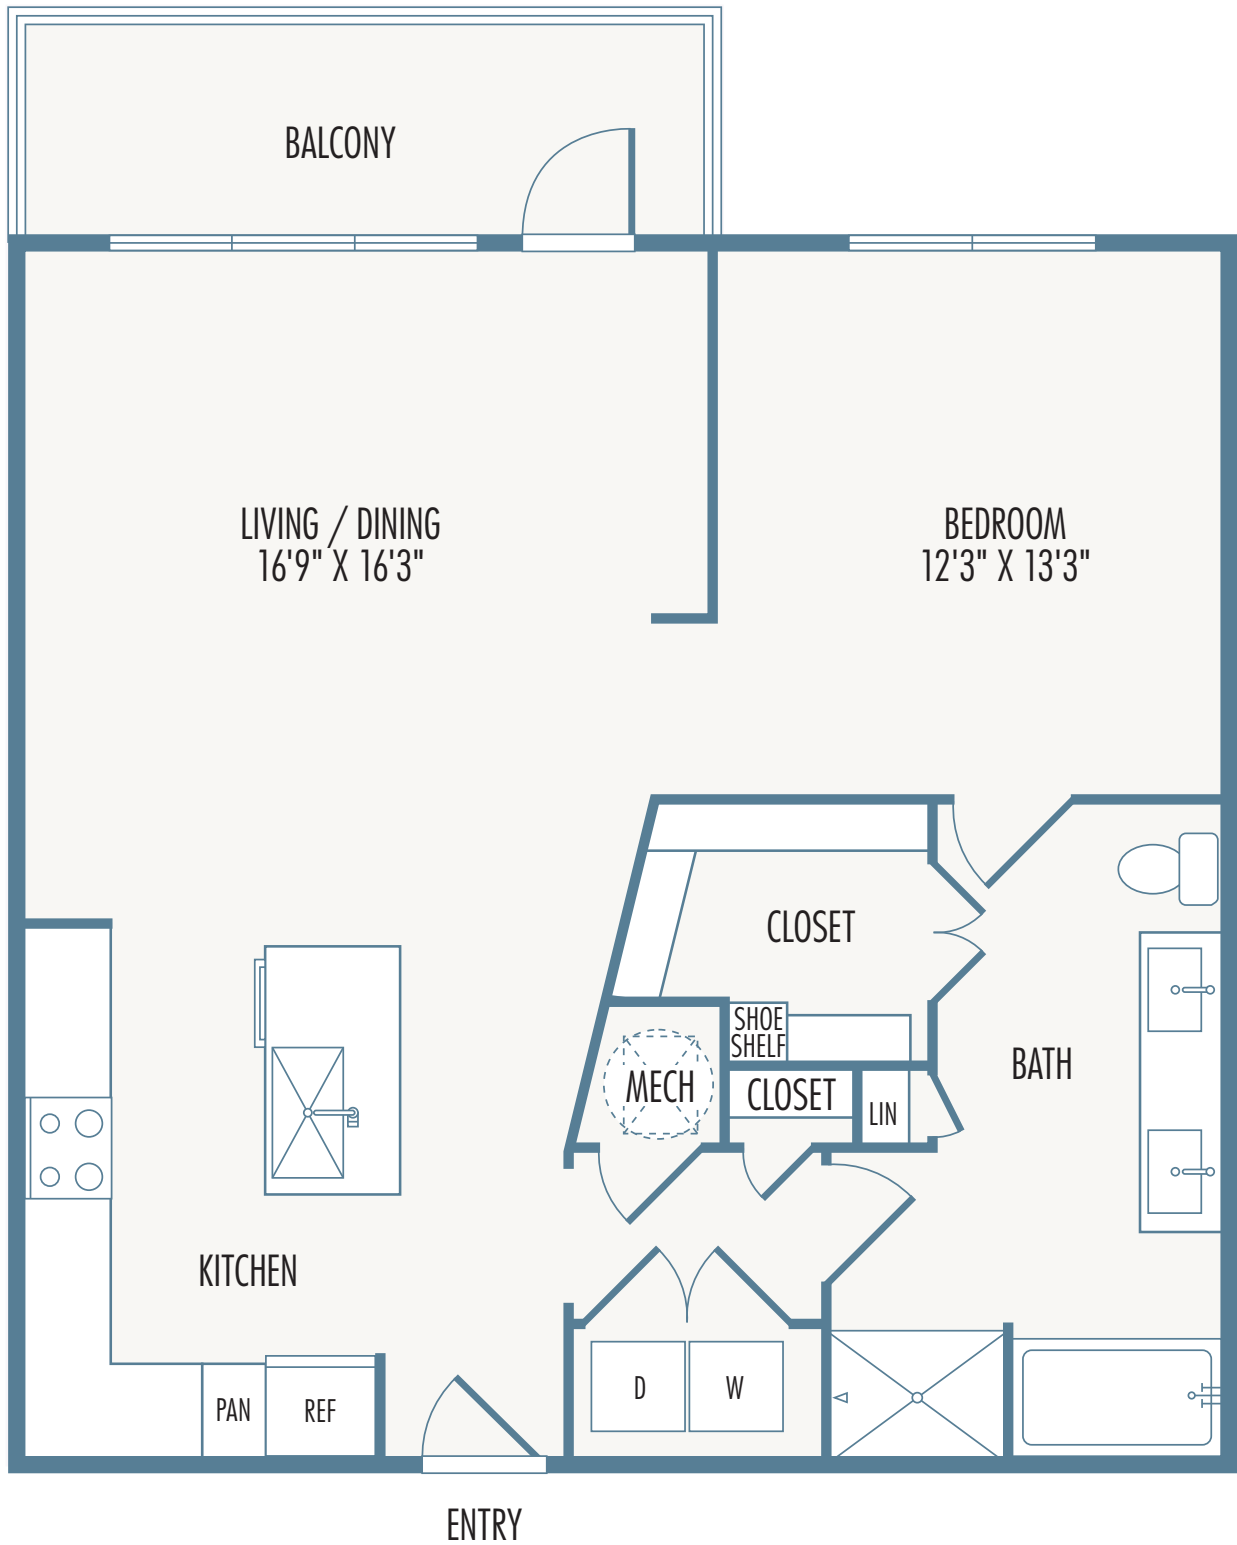 BALCONY
LIVING / DINING
16'9" X 16'3"
BEDROOM
12'3" X 13'3"
CLOSET
SHOE
SHELF
MECH
CLOSET
LIN
BATH
KITCHEN
PAN
REF
D
W
ENTRY